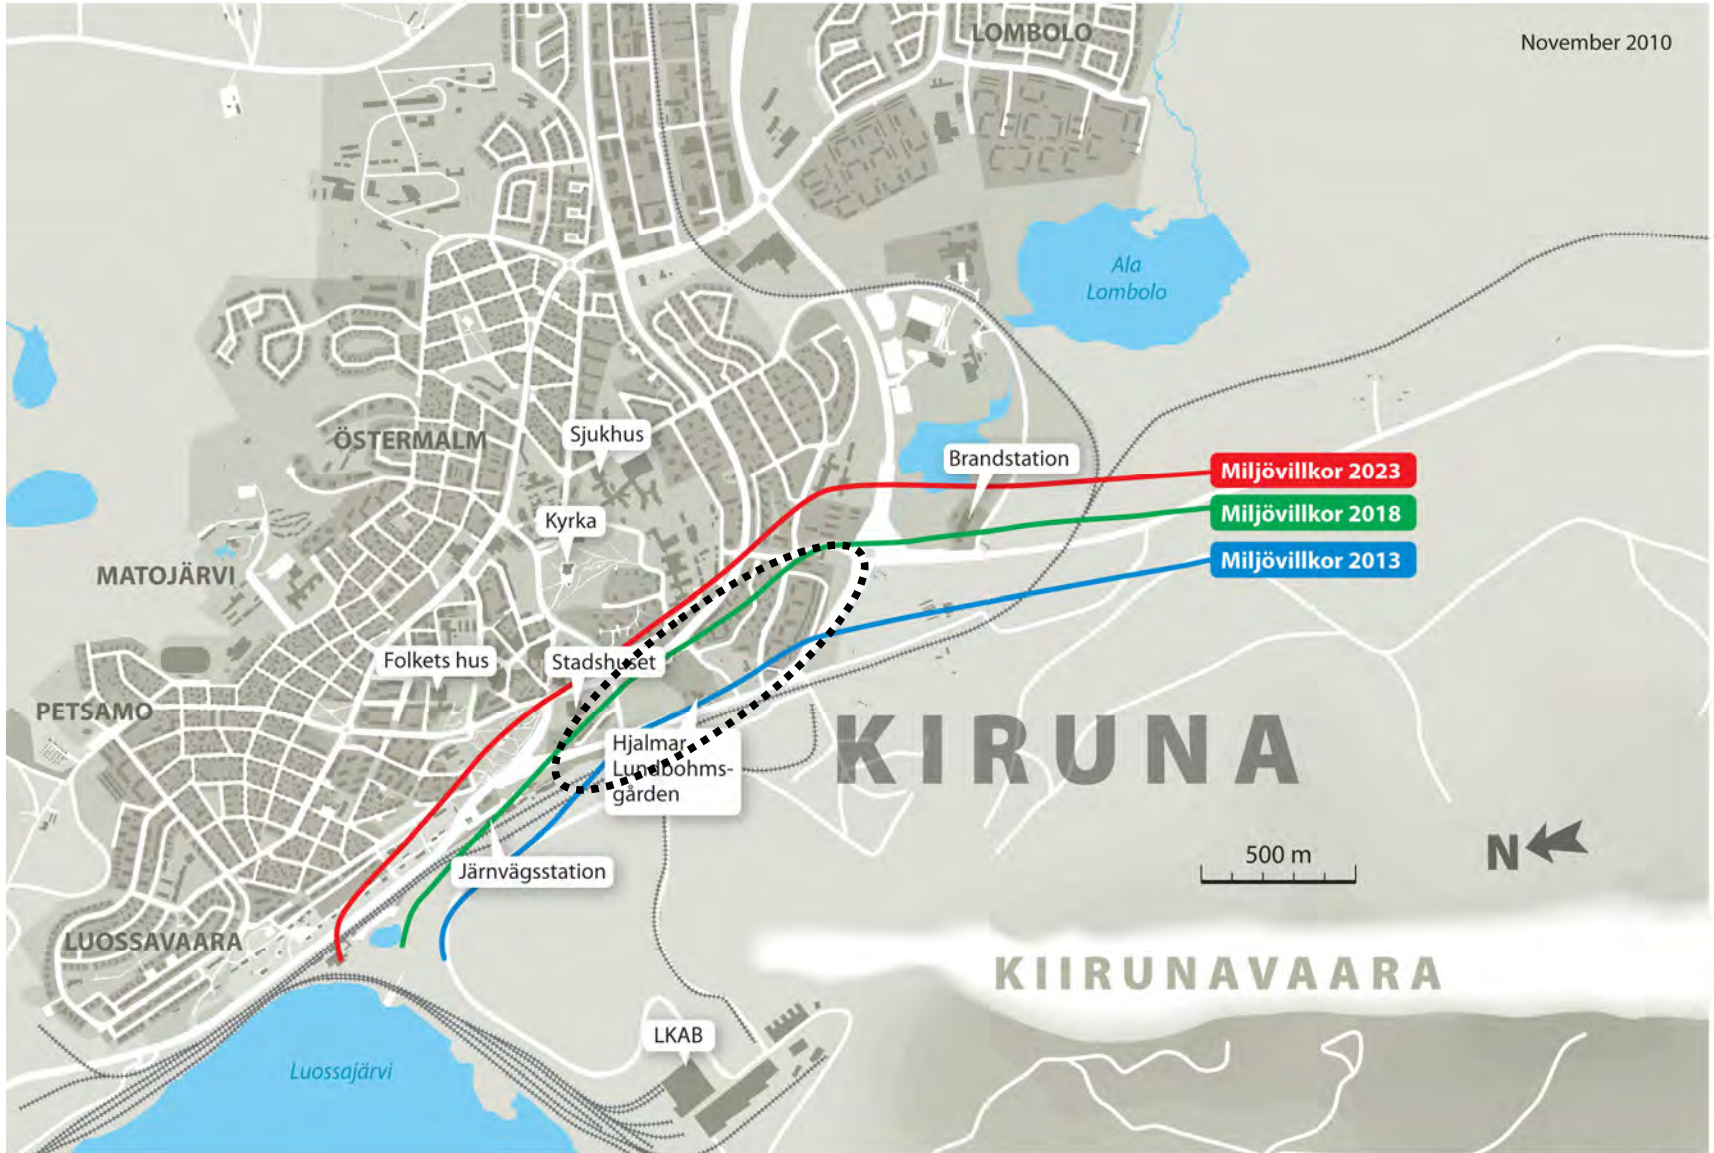 LOMBOLO
November 2010
Ala
Lombolo
ÖSTERMALM
Sjukhus
Brandstation
Miljövillkor 2023
Miljövillkor 2018
Kyrka
Miljövillkor 2013
MATOJÄRVI
Folkets hus
Stadshuset
PETSAMO
Hjalmar
Lundbohms-
gården
KIRUNA
500 m
N
Järnvägsstation
LUOSSAVAARA
KIIRUNAVAARA
LKAB
Luossajärvi